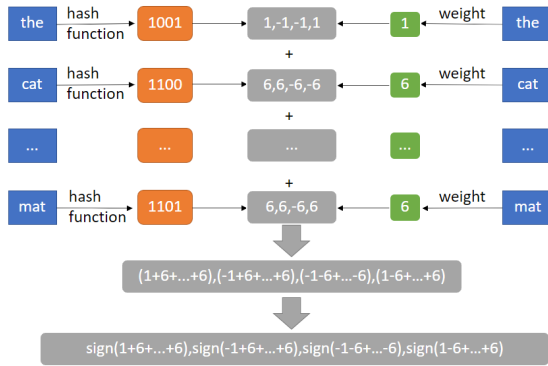 the hash function 1001 1,-1,-1,1 1 weight the
+
cat hash function 1100 6,6,-6,-6 6 weight cat
+
... ... ... ... ...
+
mat hash function 1101 6,6,-6,6 6 weight mat
(1+6+...+6),(-1+6+...+6),(-1-6+...-6),(1-6+...+6)
sign(1+6+...+6),sign(-1+6+...+6),sign(-1-6+...-6),sign(1-6+...+6)